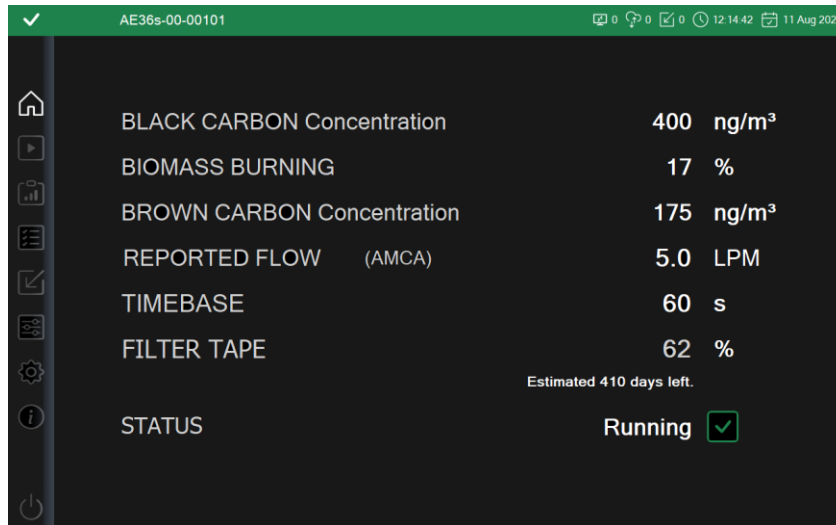 AE36s-00-00101 0 0 0 12:14:42 11 Aug 202
BLACK CARBON Concentration 400 ng/m³
BIOMASS BURNING 17 %
BROWN CARBON Concentration 175 ng/m³
REPORTED FLOW (AMCA) 5.0 LPM
TIMEBASE 60 s
FILTER TAPE 62 %
Estimated 410 days left.
STATUS Running